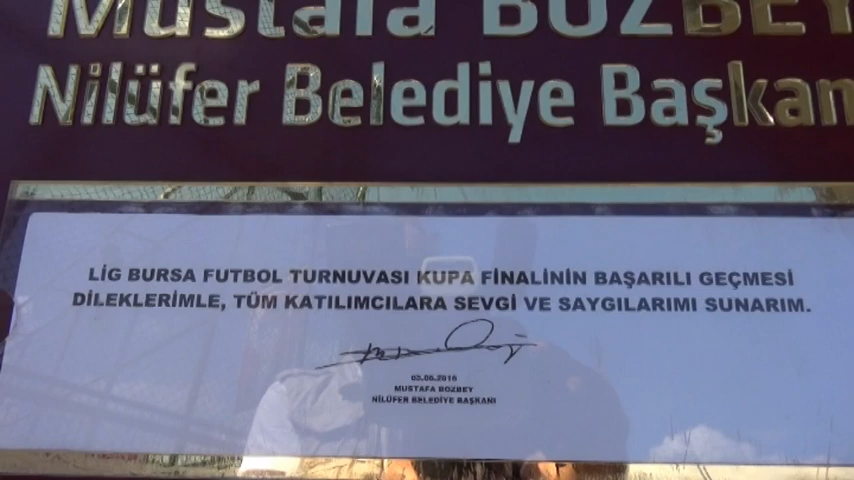 Mustafa BOZBEY
Nilüfer Belediye Başkanı
LİG BURSA FUTBOL TURNUVASI KUPA FİNALİNİN BAŞARILI GEÇMESİ
DİLEKLERİMLE, TÜM KATILIMCILARA SEVGİ VE SAYGILARIMI SUNARIM.
03.06.2016
MUSTAFA BOZBEY
NİLÜFER BELEDİYE BAŞKANI